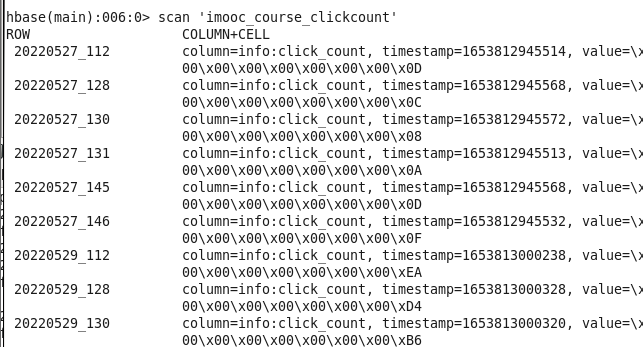 hbase(main):006:0> scan 'imooc_course_clickcount'
ROW COLUMN+CELL
20220527_112 column=info:click_count, timestamp=1653812945514, value=\x
00\x00\x00\x00\x00\x00\x00\x0D
20220527_128 column=info:click_count, timestamp=1653812945568, value=\x
00\x00\x00\x00\x00\x00\x00\x0C
20220527_130 column=info:click_count, timestamp=1653812945572, value=\x
00\x00\x00\x00\x00\x00\x00\x08
20220527_131 column=info:click_count, timestamp=1653812945513, value=\x
00\x00\x00\x00\x00\x00\x00\x0A
20220527_145 column=info:click_count, timestamp=1653812945568, value=\x
00\x00\x00\x00\x00\x00\x00\x0D
20220527_146 column=info:click_count, timestamp=1653812945532, value=\x
00\x00\x00\x00\x00\x00\x00\x0F
20220529_112 column=info:click_count, timestamp=1653813000238, value=\x
00\x00\x00\x00\x00\x00\x00\xEA
20220529_128 column=info:click_count, timestamp=1653813000328, value=\x
00\x00\x00\x00\x00\x00\x00\xD4
20220529_130 column=info:click_count, timestamp=1653813000320, value=\x
00\x00\x00\x00\x00\x00\x00\xB6